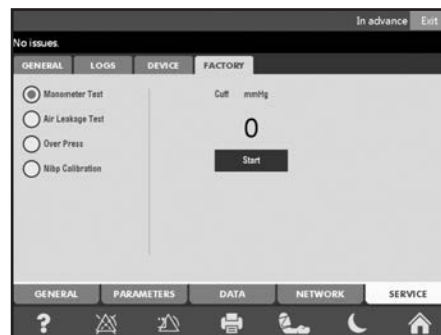 In advance Exit
No issues.
GENERAL LOGS DEVICE FACTORY
Manometer Test
Air Leakage Test
Over Press
Nibp Calibration
Cuff mmHg
0
Start
GENERAL PARAMETERS DATA NETWORK SERVICE
?